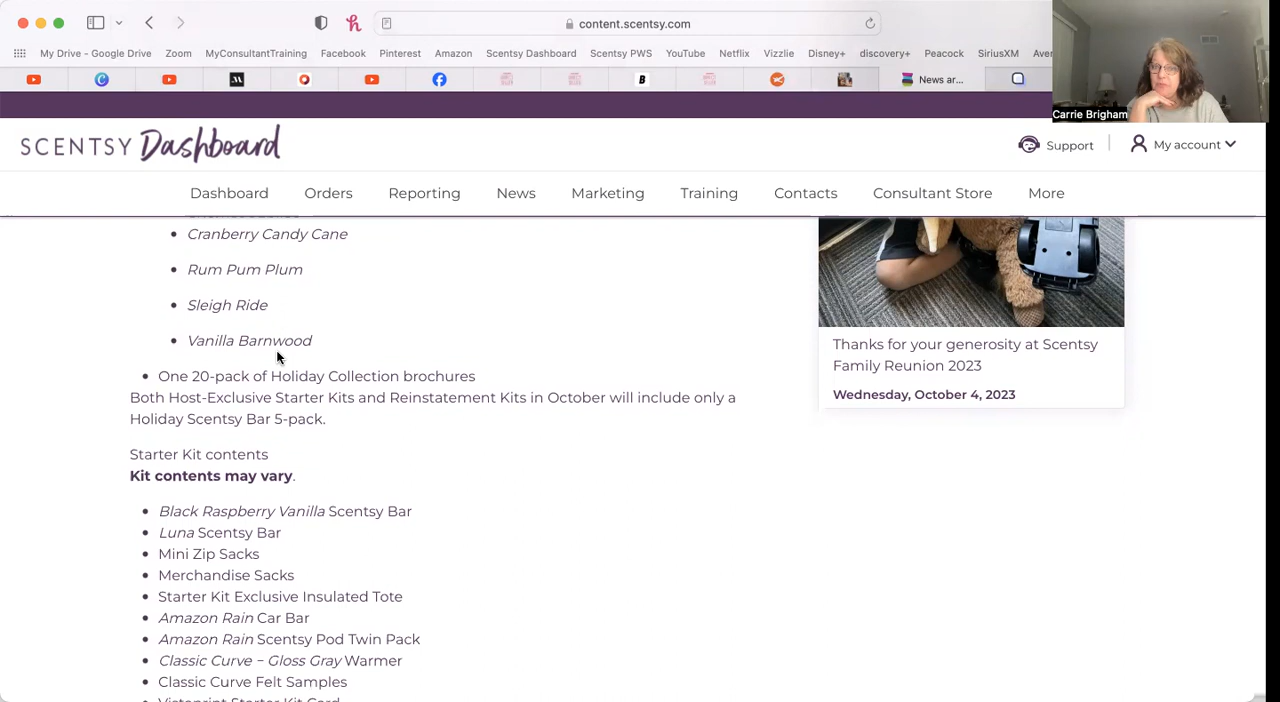 content.scentsy.com
My Drive - Google Drive Zoom MyConsultantTraining Facebook Pinterest Amazon Scentsy Dashboard Scentsy PWS YouTube Netflix Vizzlie Disney+ discovery+ Peacock SiriusXM
News ar...
Carrie Brigham
SCENTSY Dashboard
Support My account
Dashboard Orders Reporting News Marketing Training Contacts Consultant Store More
Cranberry Candy Cane
Rum Pum Plum
Sleigh Ride
Vanilla Barnwood
One 20-pack of Holiday Collection brochures
Both Host-Exclusive Starter Kits and Reinstatement Kits in October will include only a
Holiday Scentsy Bar 5-pack.
Starter Kit contents
Kit contents may vary.
Black Raspberry Vanilla Scentsy Bar
Luna Scentsy Bar
Mini Zip Sacks
Merchandise Sacks
Starter Kit Exclusive Insulated Tote
Amazon Rain Car Bar
Amazon Rain Scentsy Pod Twin Pack
Classic Curve – Gloss Gray Warmer
Classic Curve Felt Samples
Vistaprint Starter Kit Card
Thanks for your generosity at Scentsy
Family Reunion 2023
Wednesday, October 4, 2023